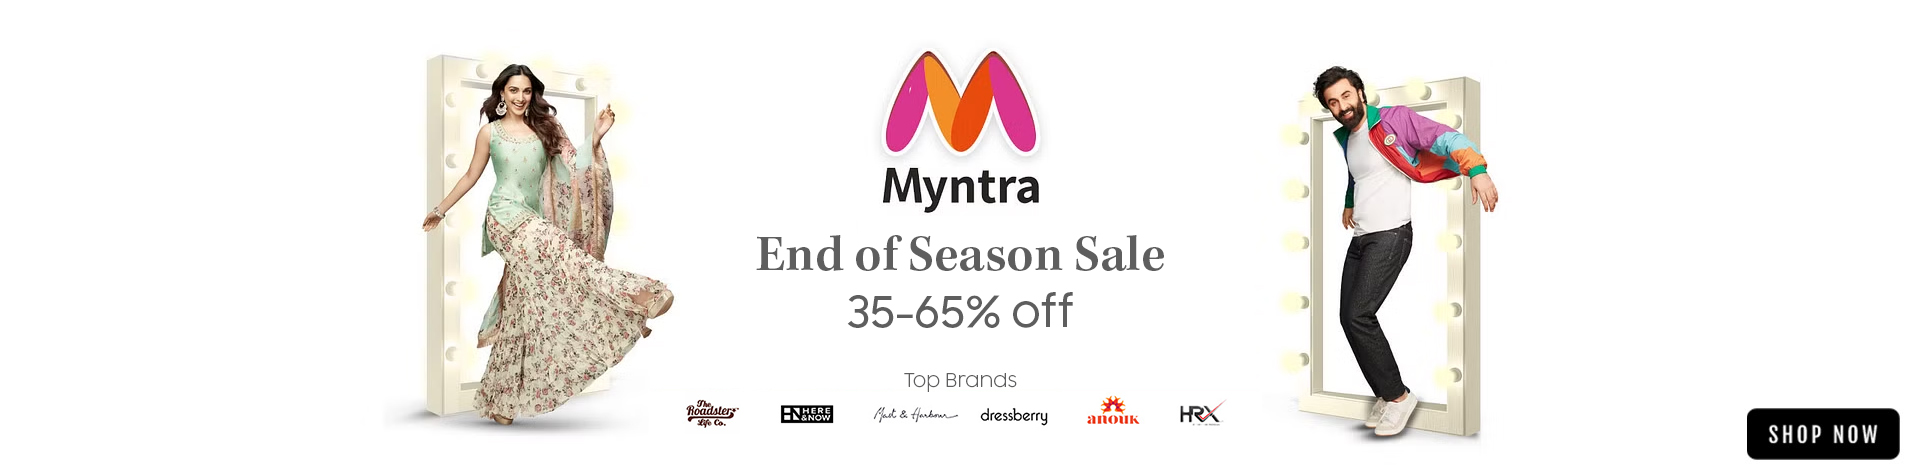 Myntra
End of Season Sale
35-65% off
Top Brands
The
Roadster
Life Co.
HERE
&NOW
Mast & Harbour
dressberry
anouk
HRX
SHOP NOW